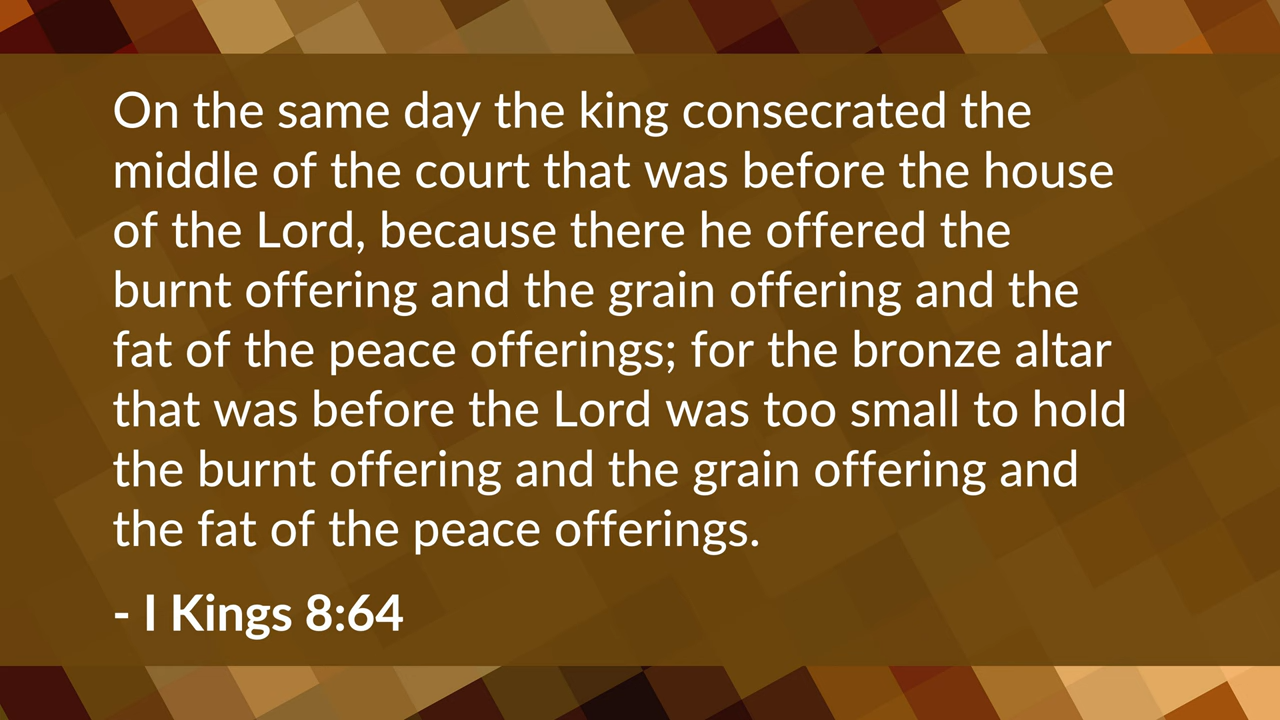 On the same day the king consecrated the
middle of the court that was before the house
of the Lord, because there he offered the
burnt offering and the grain offering and the
fat of the peace offerings; for the bronze altar
that was before the Lord was too small to hold
the burnt offering and the grain offering and
the fat of the peace offerings.
- I Kings 8:64